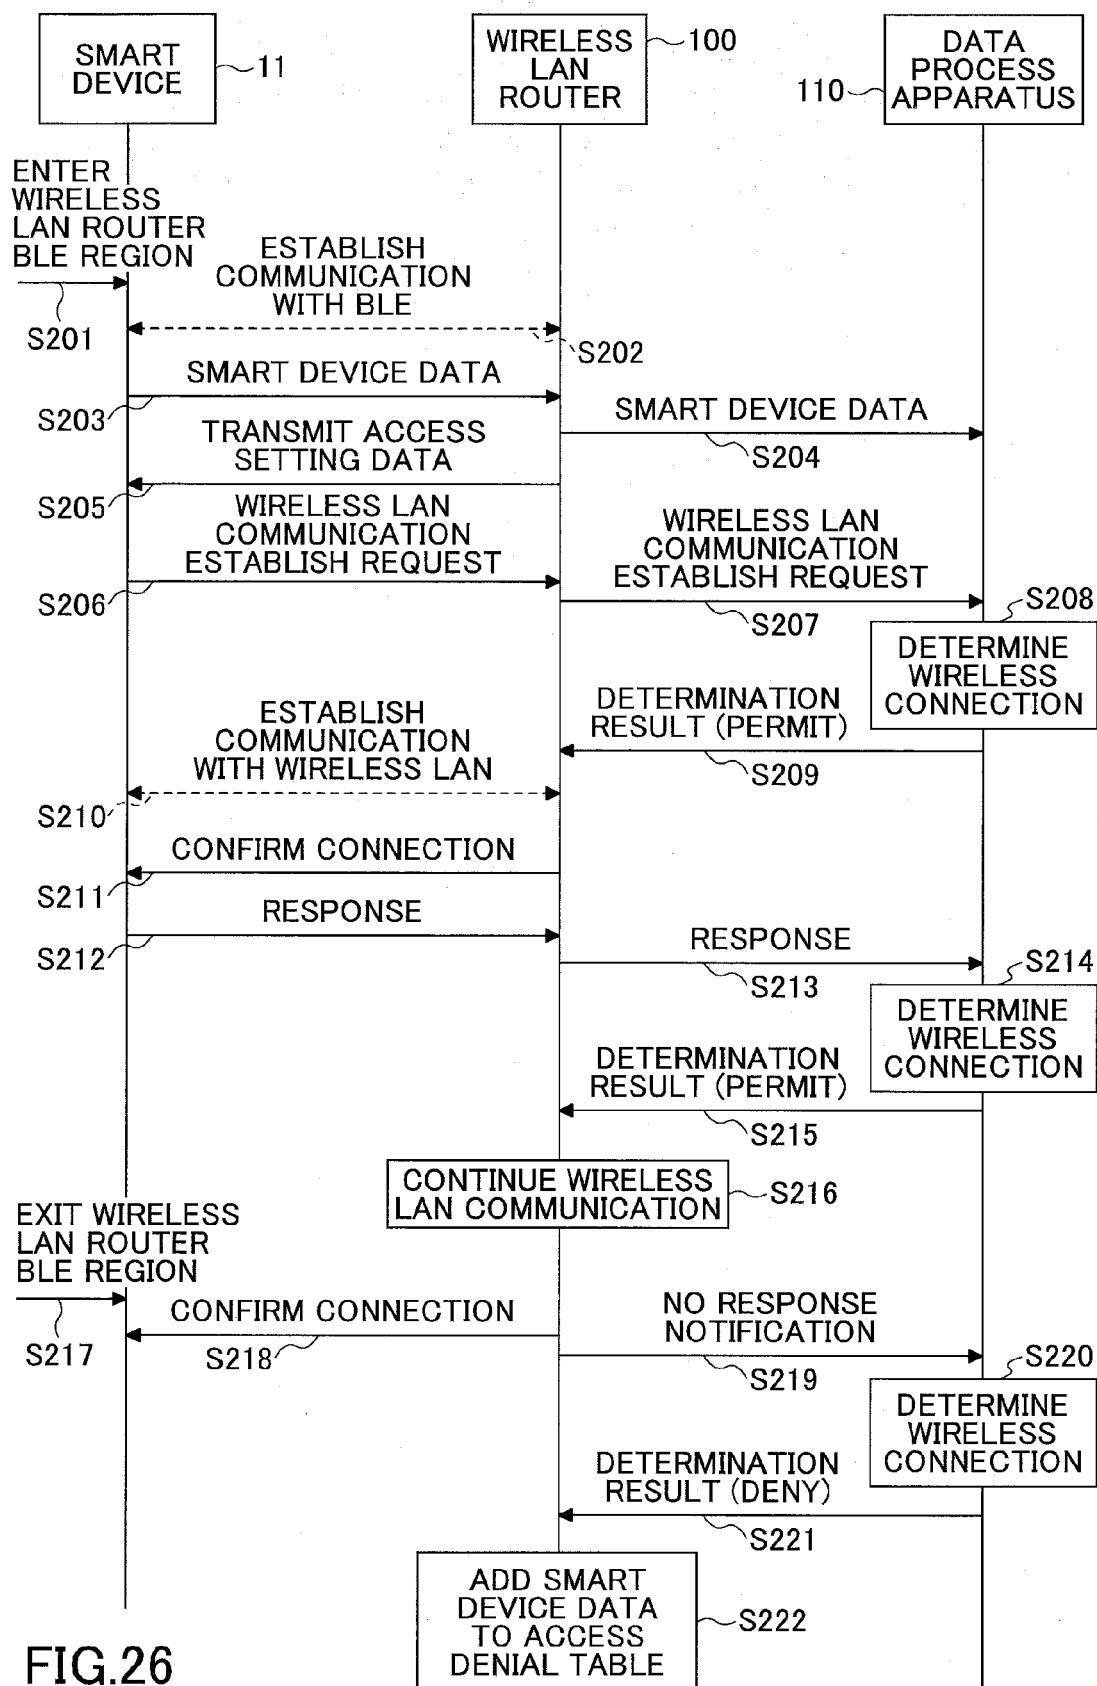 SMART
DEVICE
11
WIRELESS
LAN
ROUTER
100
DATA
PROCESS
APPARATUS
110
ENTER
WIRELESS
LAN ROUTER
BLE REGION
S201
ESTABLISH
COMMUNICATION
WITH BLE
S202
SMART DEVICE DATA
S203
SMART DEVICE DATA
S204
TRANSMIT ACCESS
SETTING DATA
S205
WIRELESS LAN
COMMUNICATION
ESTABLISH REQUEST
S206
WIRELESS LAN
COMMUNICATION
ESTABLISH REQUEST
S207
S208
DETERMINE
WIRELESS
CONNECTION
DETERMINATION
RESULT (PERMIT)
S209
ESTABLISH
COMMUNICATION
WITH WIRELESS LAN
S210
CONFIRM CONNECTION
S211
RESPONSE
S212
RESPONSE
S213
S214
DETERMINE
WIRELESS
CONNECTION
DETERMINATION
RESULT (PERMIT)
S215
CONTINUE WIRELESS
LAN COMMUNICATION
S216
EXIT WIRELESS
LAN ROUTER
BLE REGION
S217
CONFIRM CONNECTION
S218
NO RESPONSE
NOTIFICATION
S219
S220
DETERMINE
WIRELESS
CONNECTION
DETERMINATION
RESULT (DENY)
S221
ADD SMART
DEVICE DATA
TO ACCESS
DENIAL TABLE
S222
FIG.26